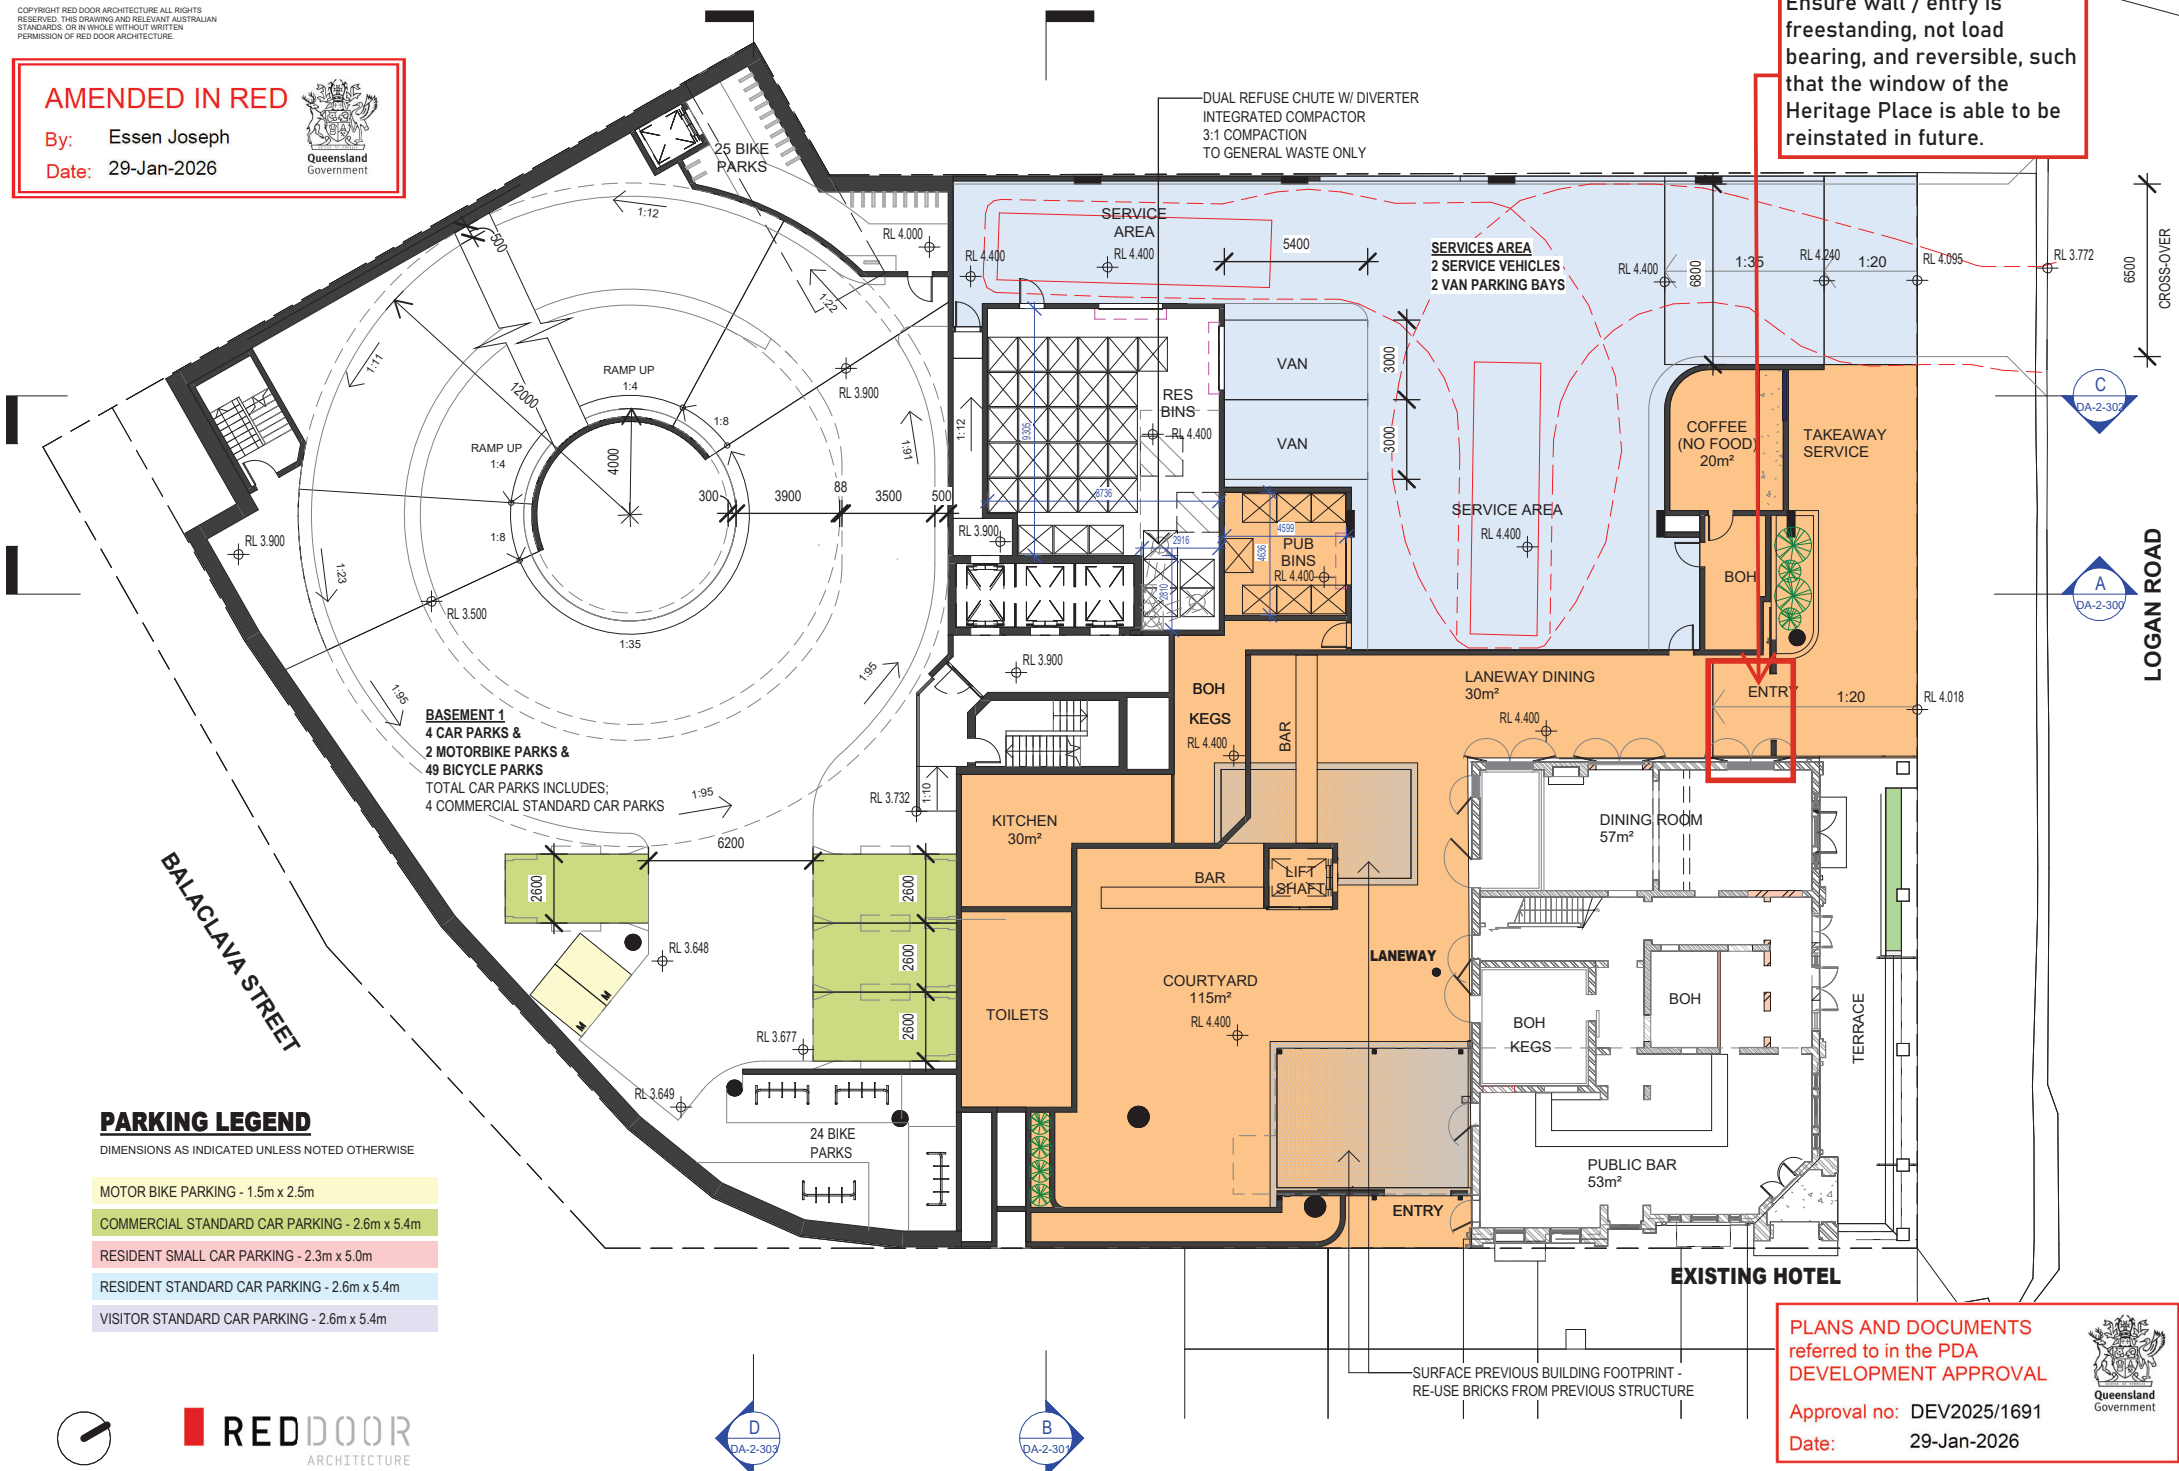 COPYRIGHT RED DOOR ARCHITECTURE ALL RIGHTS
RESERVED. THIS DRAWING AND RELEVANT AUSTRALIAN
STANDARDS. OR IN WHOLE WITHOUT WRITTEN
PERMISSION OF RED DOOR ARCHITECTURE.
AMENDED IN RED
By: Essen Joseph
Date: 29-Jan-2026
Queensland
Government
Ensure wall / entry is
freestanding, not load
bearing, and reversible, such
that the window of the
Heritage Place is able to be
reinstated in future.
DUAL REFUSE CHUTE W/ DIVERTER
INTEGRATED COMPACTOR
3:1 COMPACTION
TO GENERAL WASTE ONLY
25 BIKE
PARKS
1:12
500
RL 4.000
1:22
1:11
12000
RAMP UP
1:4
RL 3.900
1:8
RAMP UP
1:4
4000
1:91
1:12
300
3900
88
3500
500
1:8
RL 3.900
1:23
RL 3.500
1:35
1:95
1:95
RL 3.900
RL 3.900
SERVICE
AREA
RL 4.400
RL 4.400
5400
SERVICES AREA
2 SERVICE VEHICLES
2 VAN PARKING BAYS
RL 4.400
6800
1:35
RL 4.240
1:20
RL 4.095
RL 3.772
6500
CROSS-OVER
VAN
3000
VAN
3000
RES
BINS
RL 4.400
9305
6736
2916
2810
4599
4636
PUB
BINS
RL 4.400
SERVICE AREA
RL 4.400
COFFEE
(NO FOOD)
20m²
TAKEAWAY
SERVICE
BOH
C
DA-2-302
A
DA-2-300
LOGAN ROAD
BOH
KEGS
RL 4.400
BAR
LANEWAY DINING
30m²
RL 4.400
ENTRY
1:20
RL 4.018
BASEMENT 1
4 CAR PARKS &
2 MOTORBIKE PARKS &
49 BICYCLE PARKS
TOTAL CAR PARKS INCLUDES;
4 COMMERCIAL STANDARD CAR PARKS
1:95
RL 3.732
1:10
6200
2600
2600
2600
2600
RL 3.648
M
M
RL 3.677
RL 3.649
24 BIKE
PARKS
BALACLAVA STREET
KITCHEN
30m²
TOILETS
BAR
LIFT
SHAFT
COURTYARD
115m²
RL 4.400
LANEWAY
DINING ROOM
57m²
BOH
BOH
KEGS
TERRACE
PUBLIC BAR
53m²
ENTRY
EXISTING HOTEL
SURFACE PREVIOUS BUILDING FOOTPRINT -
RE-USE BRICKS FROM PREVIOUS STRUCTURE
PARKING LEGEND
DIMENSIONS AS INDICATED UNLESS NOTED OTHERWISE
MOTOR BIKE PARKING - 1.5m x 2.5m
COMMERCIAL STANDARD CAR PARKING - 2.6m x 5.4m
RESIDENT SMALL CAR PARKING - 2.3m x 5.0m
RESIDENT STANDARD CAR PARKING - 2.6m x 5.4m
VISITOR STANDARD CAR PARKING - 2.6m x 5.4m
RED DOOR
ARCHITECTURE
D
DA-2-303
B
DA-2-301
PLANS AND DOCUMENTS
referred to in the PDA
DEVELOPMENT APPROVAL
Approval no: DEV2025/1691
Date: 29-Jan-2026
Queensland
Government